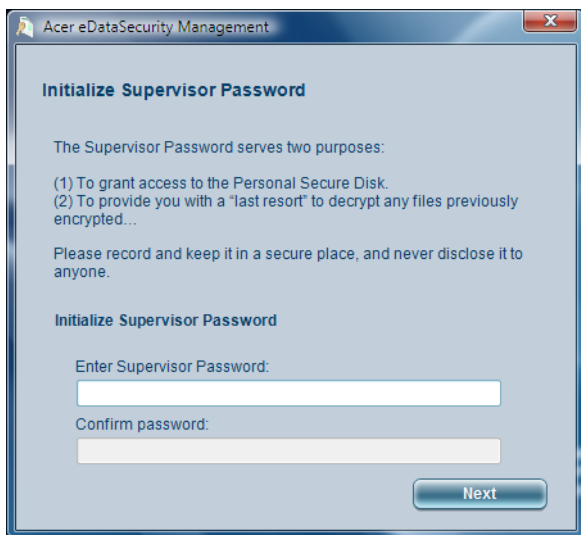 Acer eDataSecurity Management
Initialize Supervisor Password
The Supervisor Password serves two purposes:
(1) To grant access to the Personal Secure Disk.
(2) To provide you with a “last resort” to decrypt any files previously
encrypted...
Please record and keep it in a secure place, and never disclose it to
anyone.
Initialize Supervisor Password
Enter Supervisor Password:
Confirm password:
Next